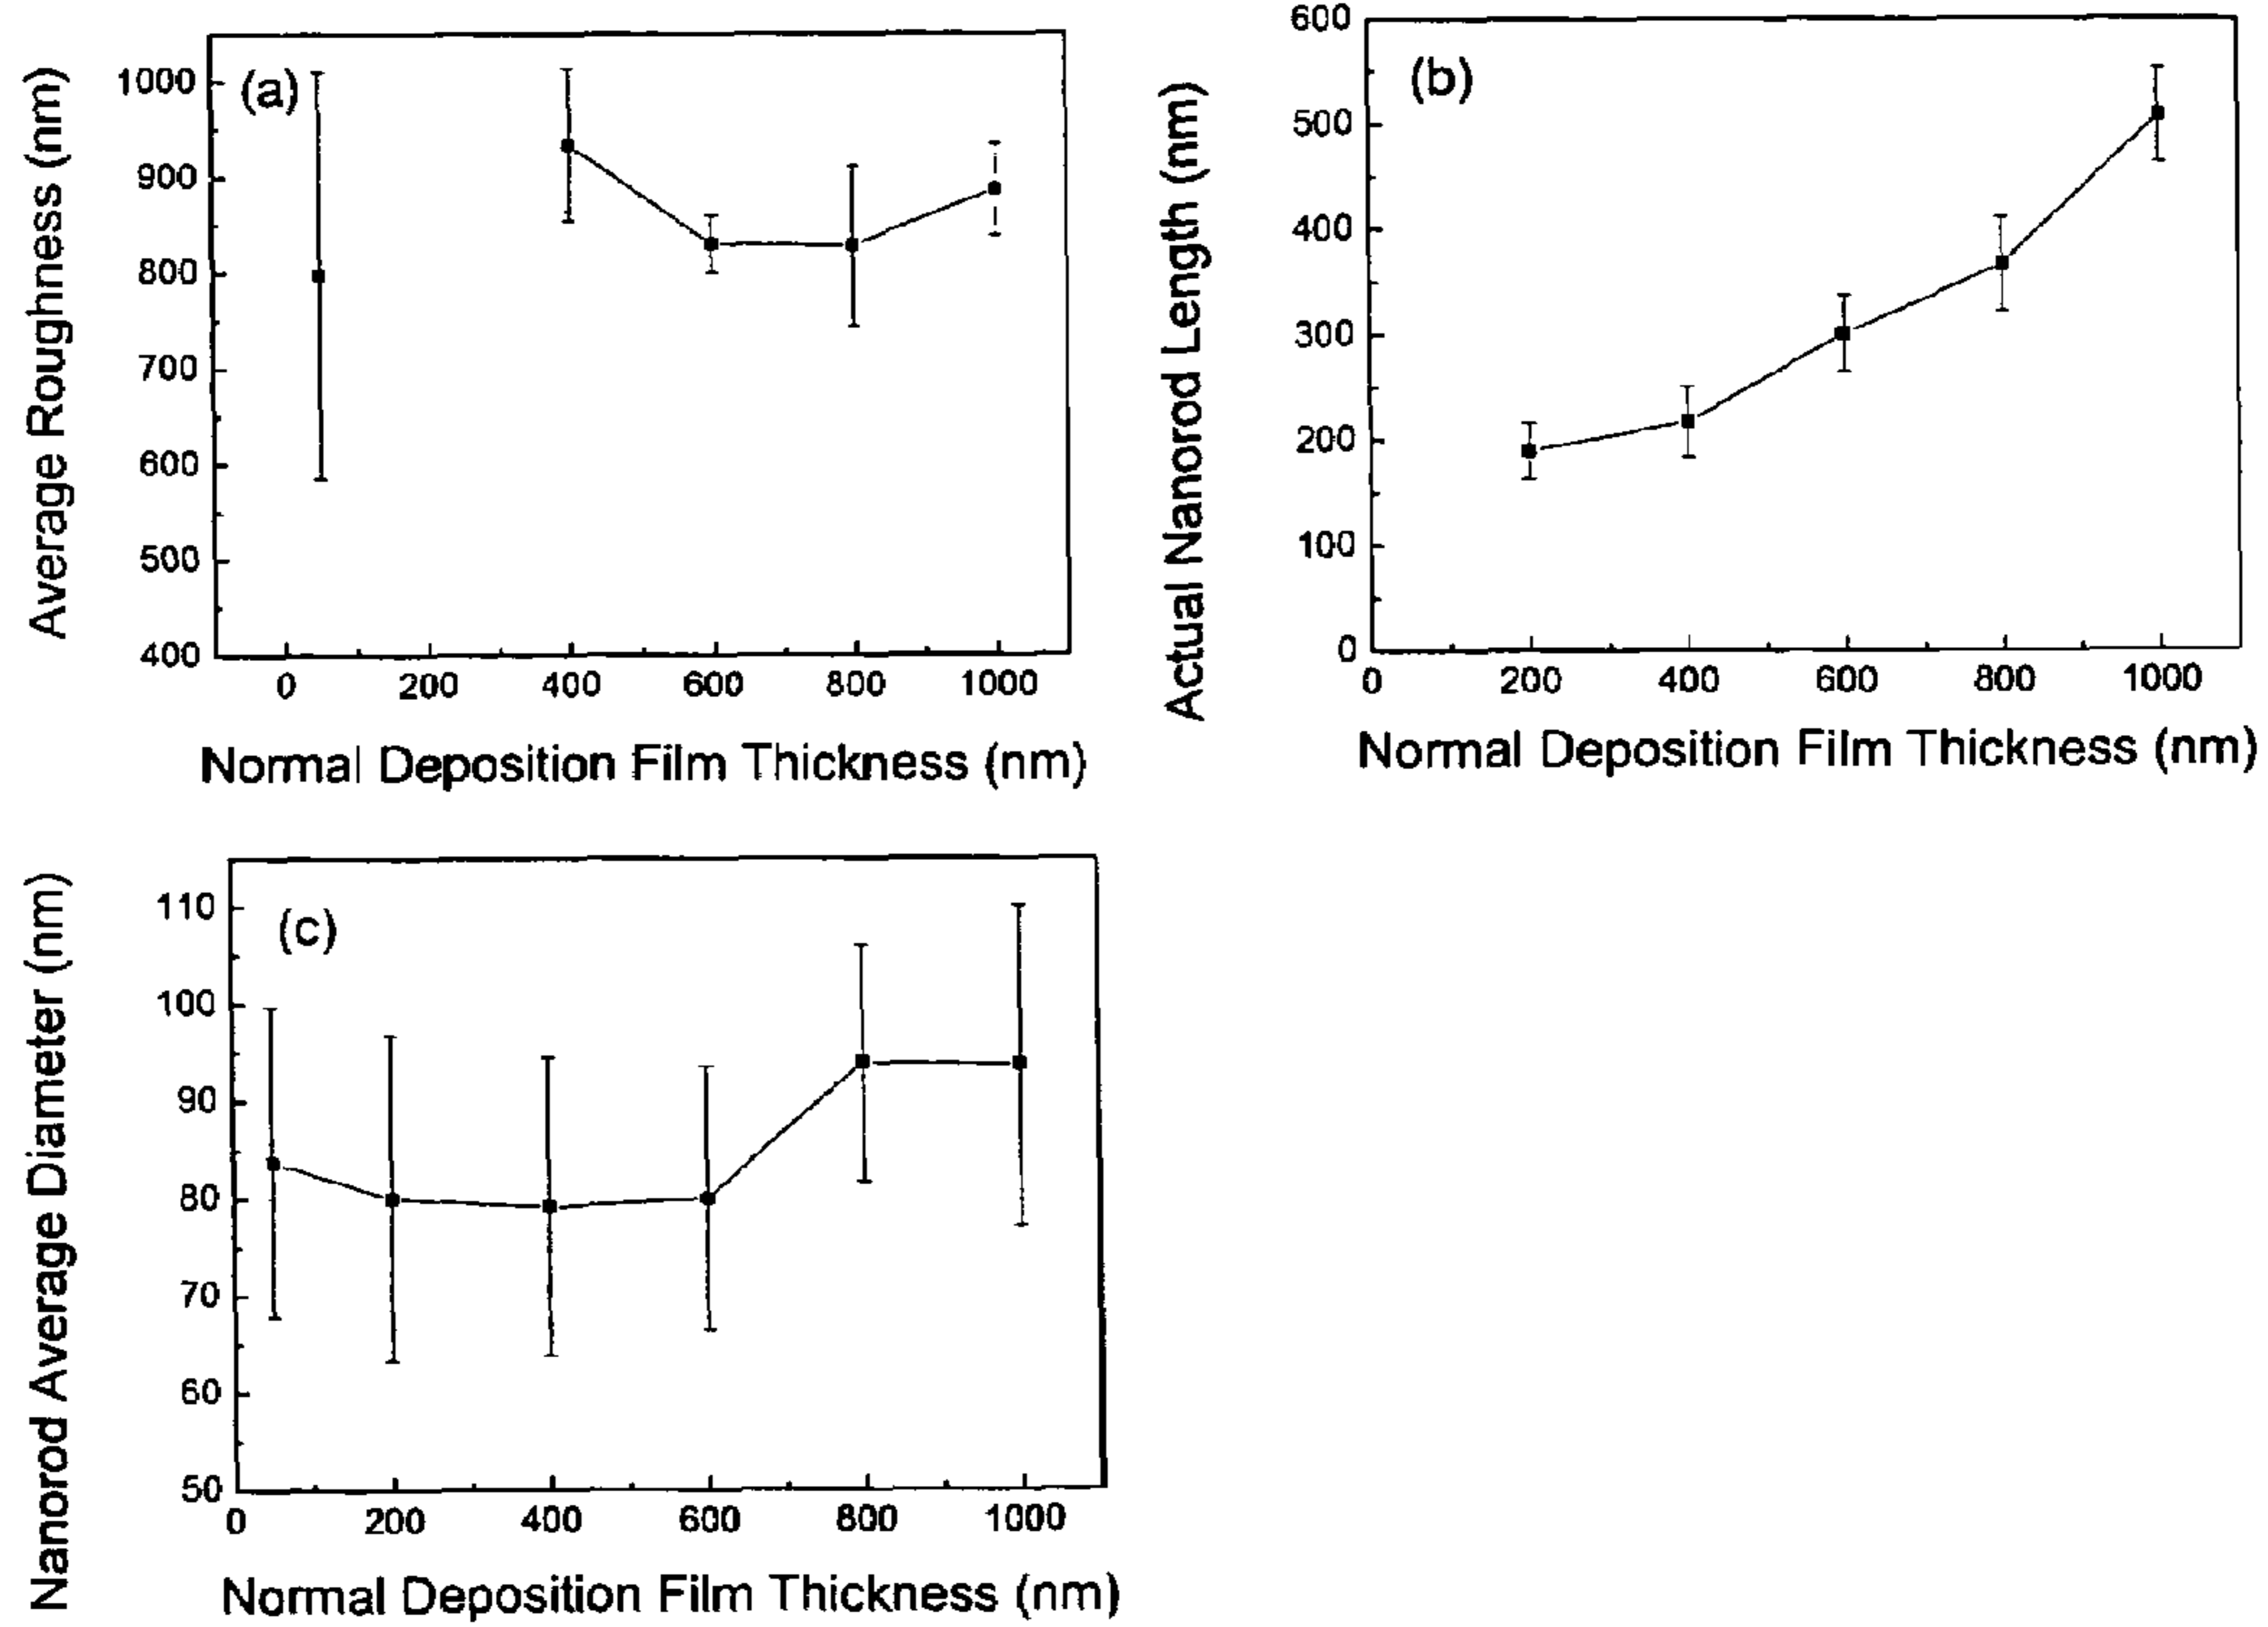 (a)
Average Roughness (nm)
1000
900
800
700
600
500
400
0 200 400 600 800 1000
Normal Deposition Film Thickness (nm)
(b)
Actual Nanorod Length (nm)
600
500
400
300
200
100
0
0 200 400 600 800 1000
Normal Deposition Film Thickness (nm)
(c)
Nanorod Average Diameter (nm)
110
100
90
80
70
60
50
0 200 400 600 800 1000
Normal Deposition Film Thickness (nm)